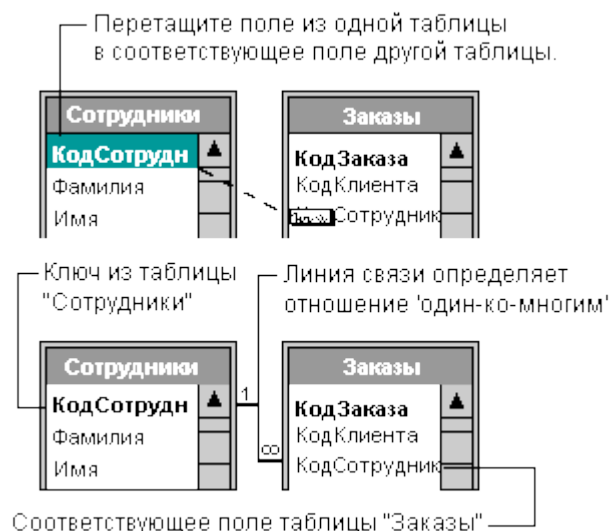 Перетащите поле из одной таблицы
в соответствующее поле другой таблицы.
Сотрудники
КодСотрудн
Фамилия
Имя
Заказы
КодЗаказа
КодКлиента
Сотрудник
Ключ из таблицы
"Сотрудники"
Линия связи определяет
отношение 'один-ко-многим'
Сотрудники
КодСотрудн
Фамилия
Имя
1
∞
Заказы
КодЗаказа
КодКлиента
КодСотрудник
Соответствующее поле таблицы "Заказы"